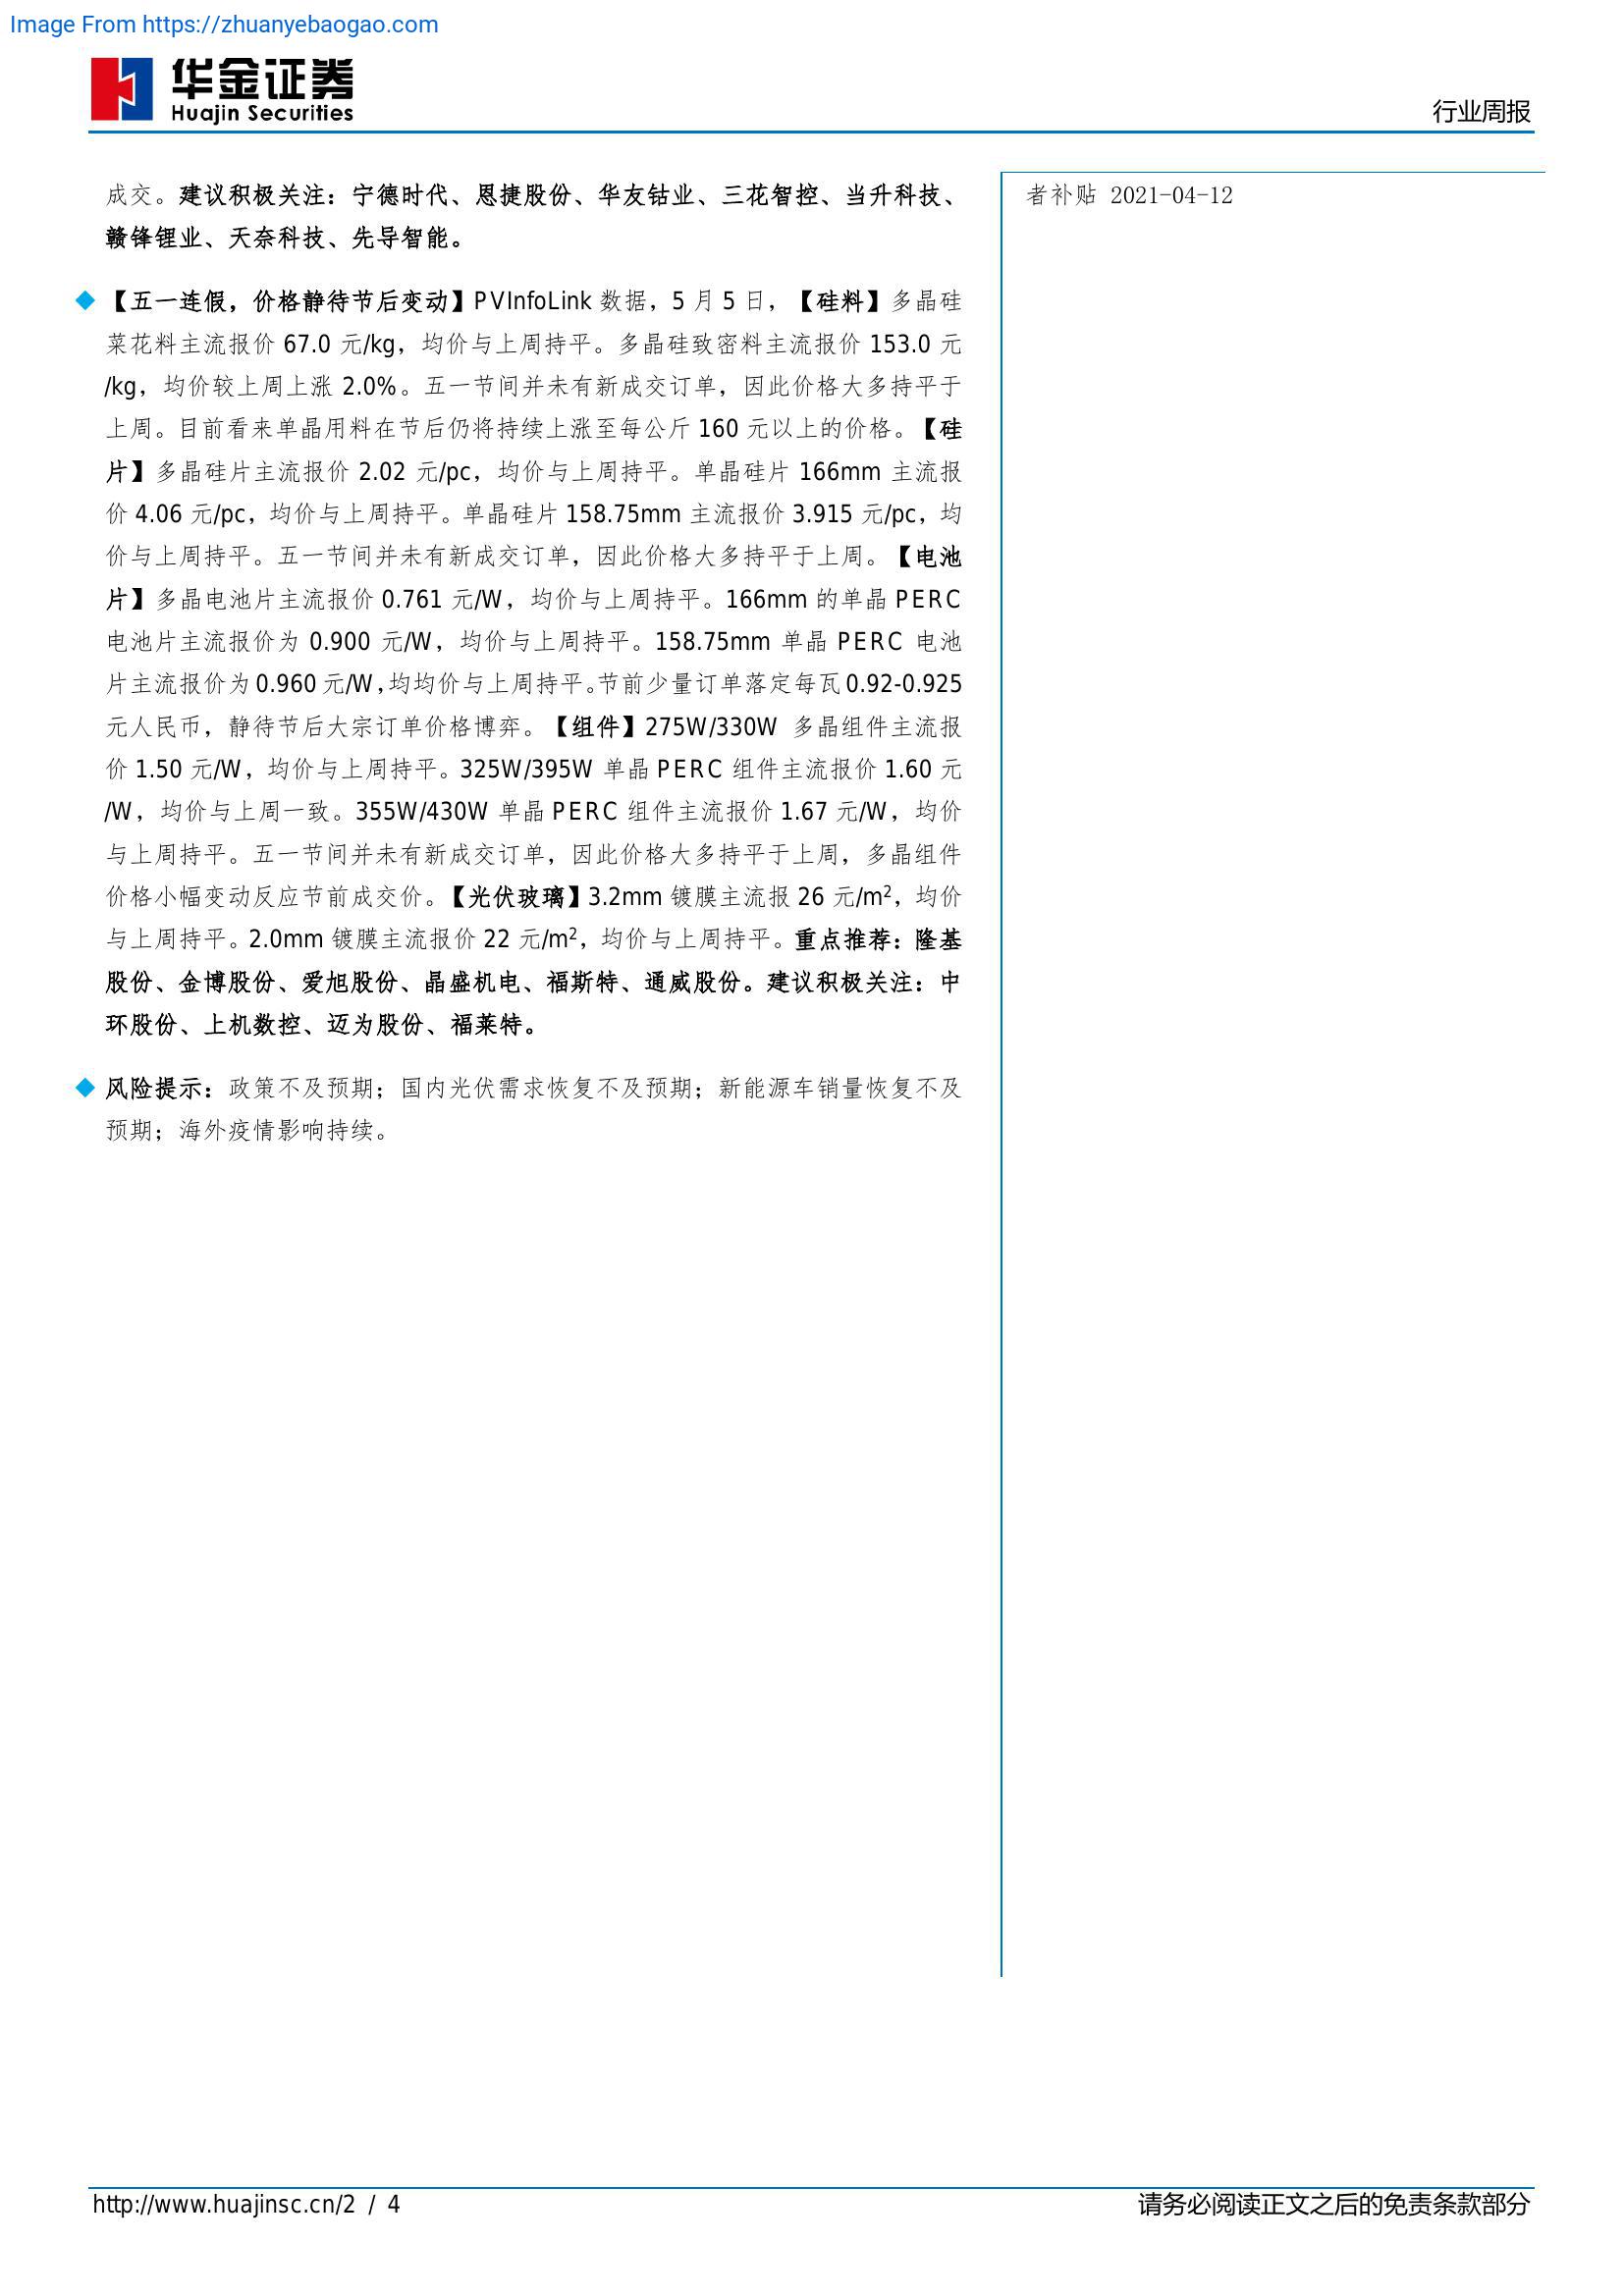 Image From https://zhuanyebaogao.com
华金证券
Huajin Securities
行业周报
成交。建议积极关注：宁德时代、恩捷股份、华友钴业、三花智控、当升科技、
赣锋锂业、天奈科技、先导智能。
【五一连假，价格静待节后变动】PVInfoLink 数据，5 月 5 日，【硅料】多晶硅
菜花料主流报价 67.0 元/kg，均价与上周持平。多晶硅致密料主流报价 153.0 元
/kg，均价较上周上涨 2.0%。五一节间并未有新成交订单，因此价格大多持平于
上周。目前看来单晶用料在节后仍将持续上涨至每公斤 160 元以上的价格。【硅
片】多晶硅片主流报价 2.02 元/pc，均价与上周持平。单晶硅片 166mm 主流报
价 4.06 元/pc，均价与上周持平。单晶硅片 158.75mm 主流报价 3.915 元/pc，均
价与上周持平。五一节间并未有新成交订单，因此价格大多持平于上周。【电池
片】多晶电池片主流报价 0.761 元/W，均价与上周持平。166mm 的单晶 PERC
电池片主流报价为 0.900 元/W，均价与上周持平。158.75mm 单晶 PERC 电池
片主流报价为 0.960 元/W，均均价与上周持平。节前少量订单落定每瓦 0.92-0.925
元人民币，静待节后大宗订单价格博弈。【组件】275W/330W 多晶组件主流报
价 1.50 元/W，均价与上周持平。325W/395W 单晶 PERC 组件主流报价 1.60 元
/W，均价与上周一致。355W/430W 单晶 PERC 组件主流报价 1.67 元/W，均价
与上周持平。五一节间并未有新成交订单，因此价格大多持平于上周，多晶组件
价格小幅变动反应节前成交价。【光伏玻璃】3.2mm 镀膜主流报 26 元/m²，均价
与上周持平。2.0mm 镀膜主流报价 22 元/m²，均价与上周持平。重点推荐：隆基
股份、金博股份、爱旭股份、晶盛机电、福斯特、通威股份。建议积极关注：中
环股份、上机数控、迈为股份、福莱特。
风险提示：政策不及预期；国内光伏需求恢复不及预期；新能源车销量恢复不及
预期；海外疫情影响持续。
者补贴 2021-04-12
http://www.huajinsc.cn/2 / 4
请务必阅读正文之后的免责条款部分